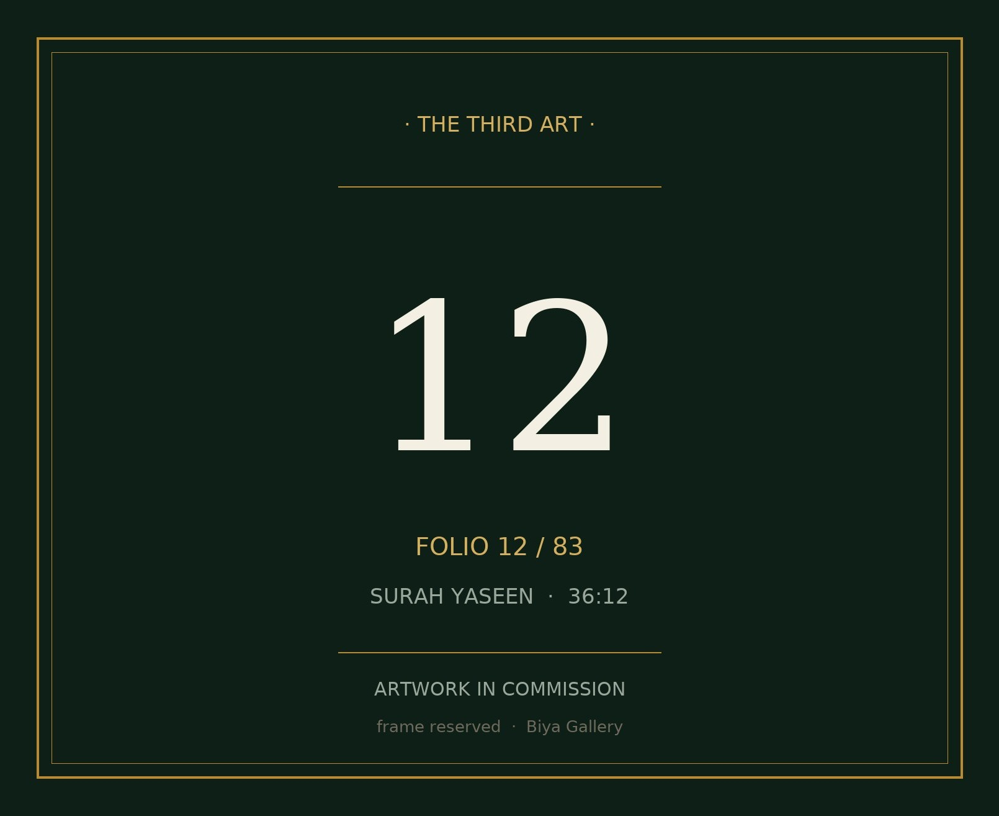 · THE THIRD ART ·
12
FOLIO 12 / 83
SURAH YASEEN · 36:12
ARTWORK IN COMMISSION
frame reserved · Biya Gallery